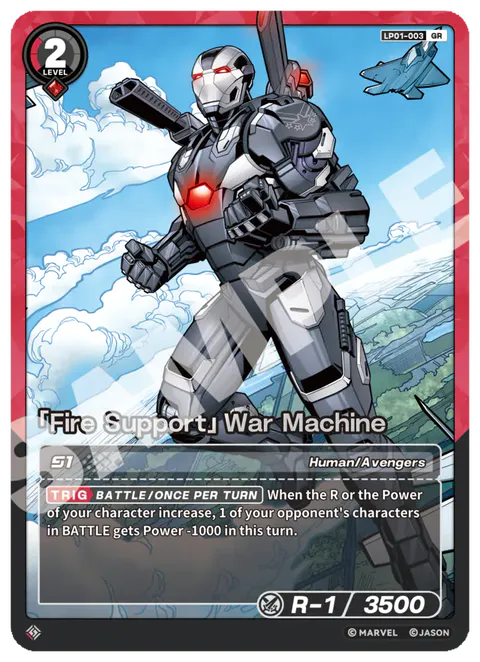 2
LEVEL
LP01-003 GR
SAMPLE
「Fire Support」 War Machine
S1 Human/Avengers
TRIG BATTLE/ONCE PER TURN When the R or the Power
of your character increase, 1 of your opponent's characters
in BATTLE gets Power -1000 in this turn.
R-1 / 3500
©MARVEL ©JASON